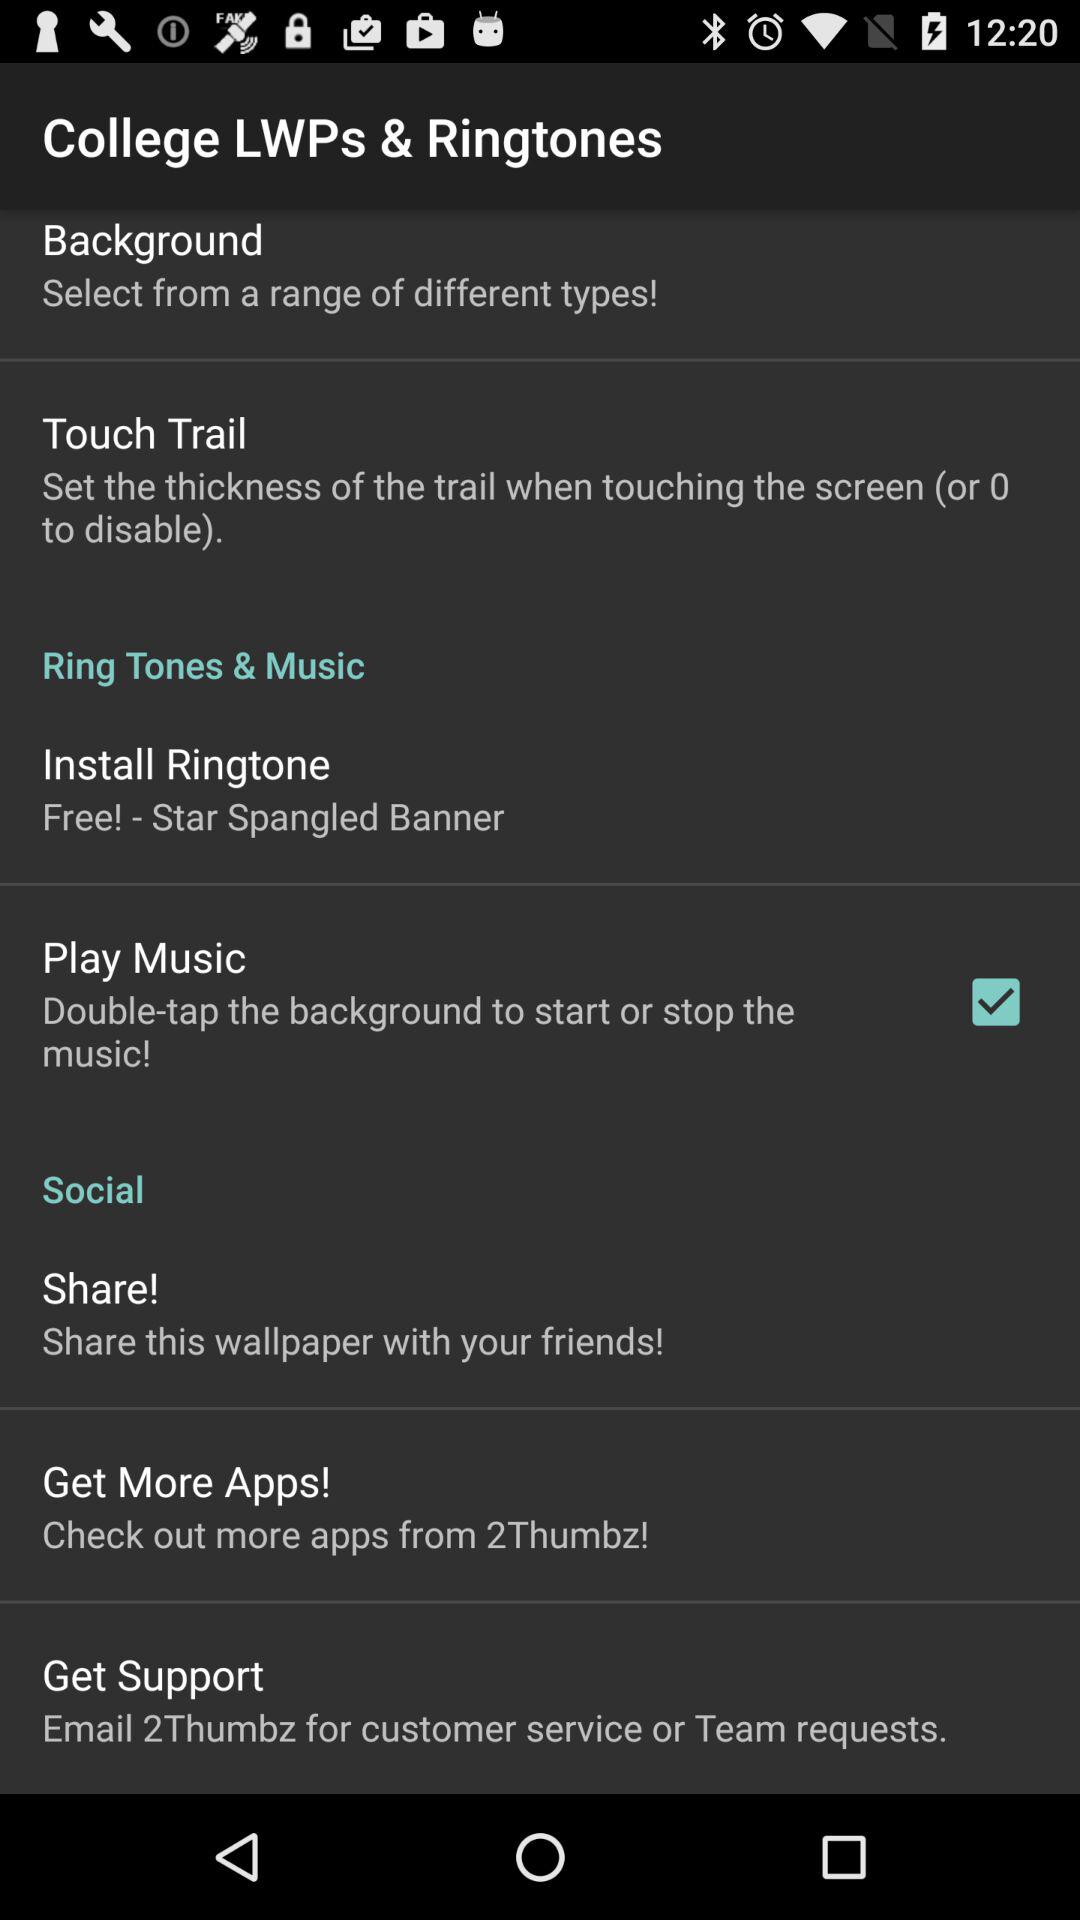 FAKE
12:20
College LWPs & Ringtones
Background
Select from a range of different types!
Touch Trail
Set the thickness of the trail when touching the screen (or 0
to disable).
Ring Tones & Music
Install Ringtone
Free! - Star Spangled Banner
Play Music
Double-tap the background to start or stop the
music!
Social
Share!
Share this wallpaper with your friends!
Get More Apps!
Check out more apps from 2Thumbz!
Get Support
Email 2Thumbz for customer service or Team requests.